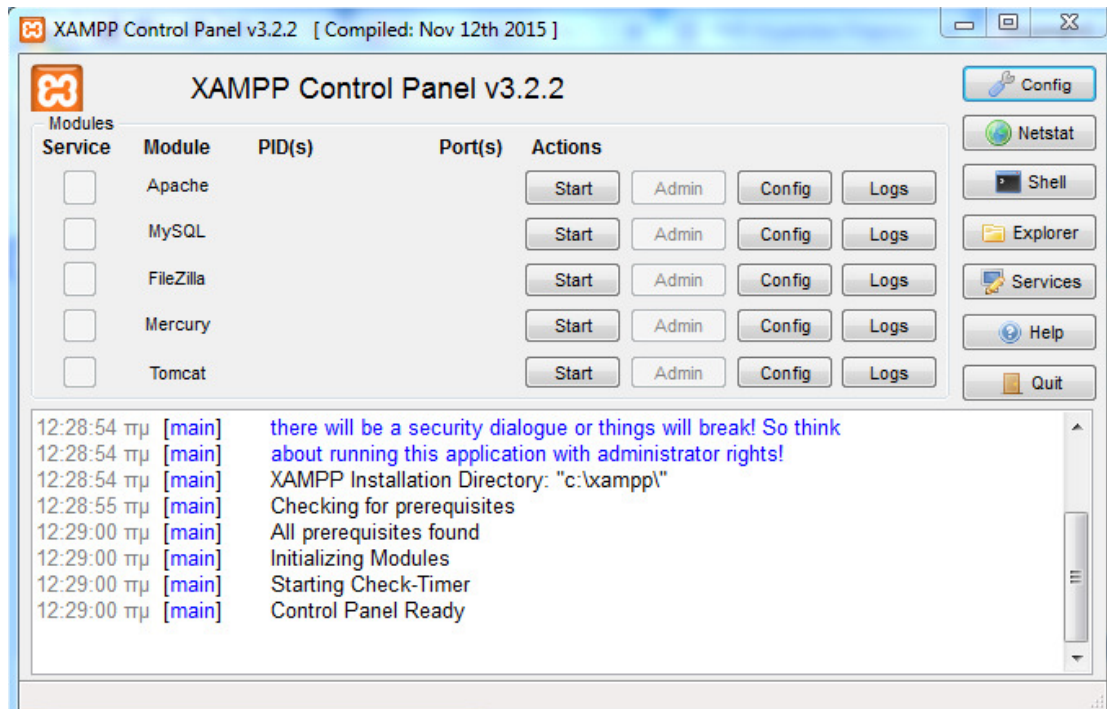 XAMPP Control Panel v3.2.2 [ Compiled: Nov 12th 2015 ]
XAMPP Control Panel v3.2.2
Config
Modules
Netstat
Service Module PID(s) Port(s) Actions
Apache Start Admin Config Logs
Shell
MySQL Start Admin Config Logs
Explorer
FileZilla Start Admin Config Logs
Services
Mercury Start Admin Config Logs
Help
Tomcat Start Admin Config Logs
Quit
12:28:54 πμ [main] there will be a security dialogue or things will break! So think
12:28:54 πμ [main] about running this application with administrator rights!
12:28:54 πμ [main] XAMPP Installation Directory: "c:\xampp\"
12:28:55 πμ [main] Checking for prerequisites
12:29:00 πμ [main] All prerequisites found
12:29:00 πμ [main] Initializing Modules
12:29:00 πμ [main] Starting Check-Timer
12:29:00 πμ [main] Control Panel Ready